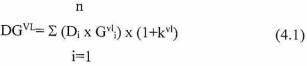 n
DG^VL = Σ (D_i x G^vl_i) x (1+k^vl) (4.1)
i=1